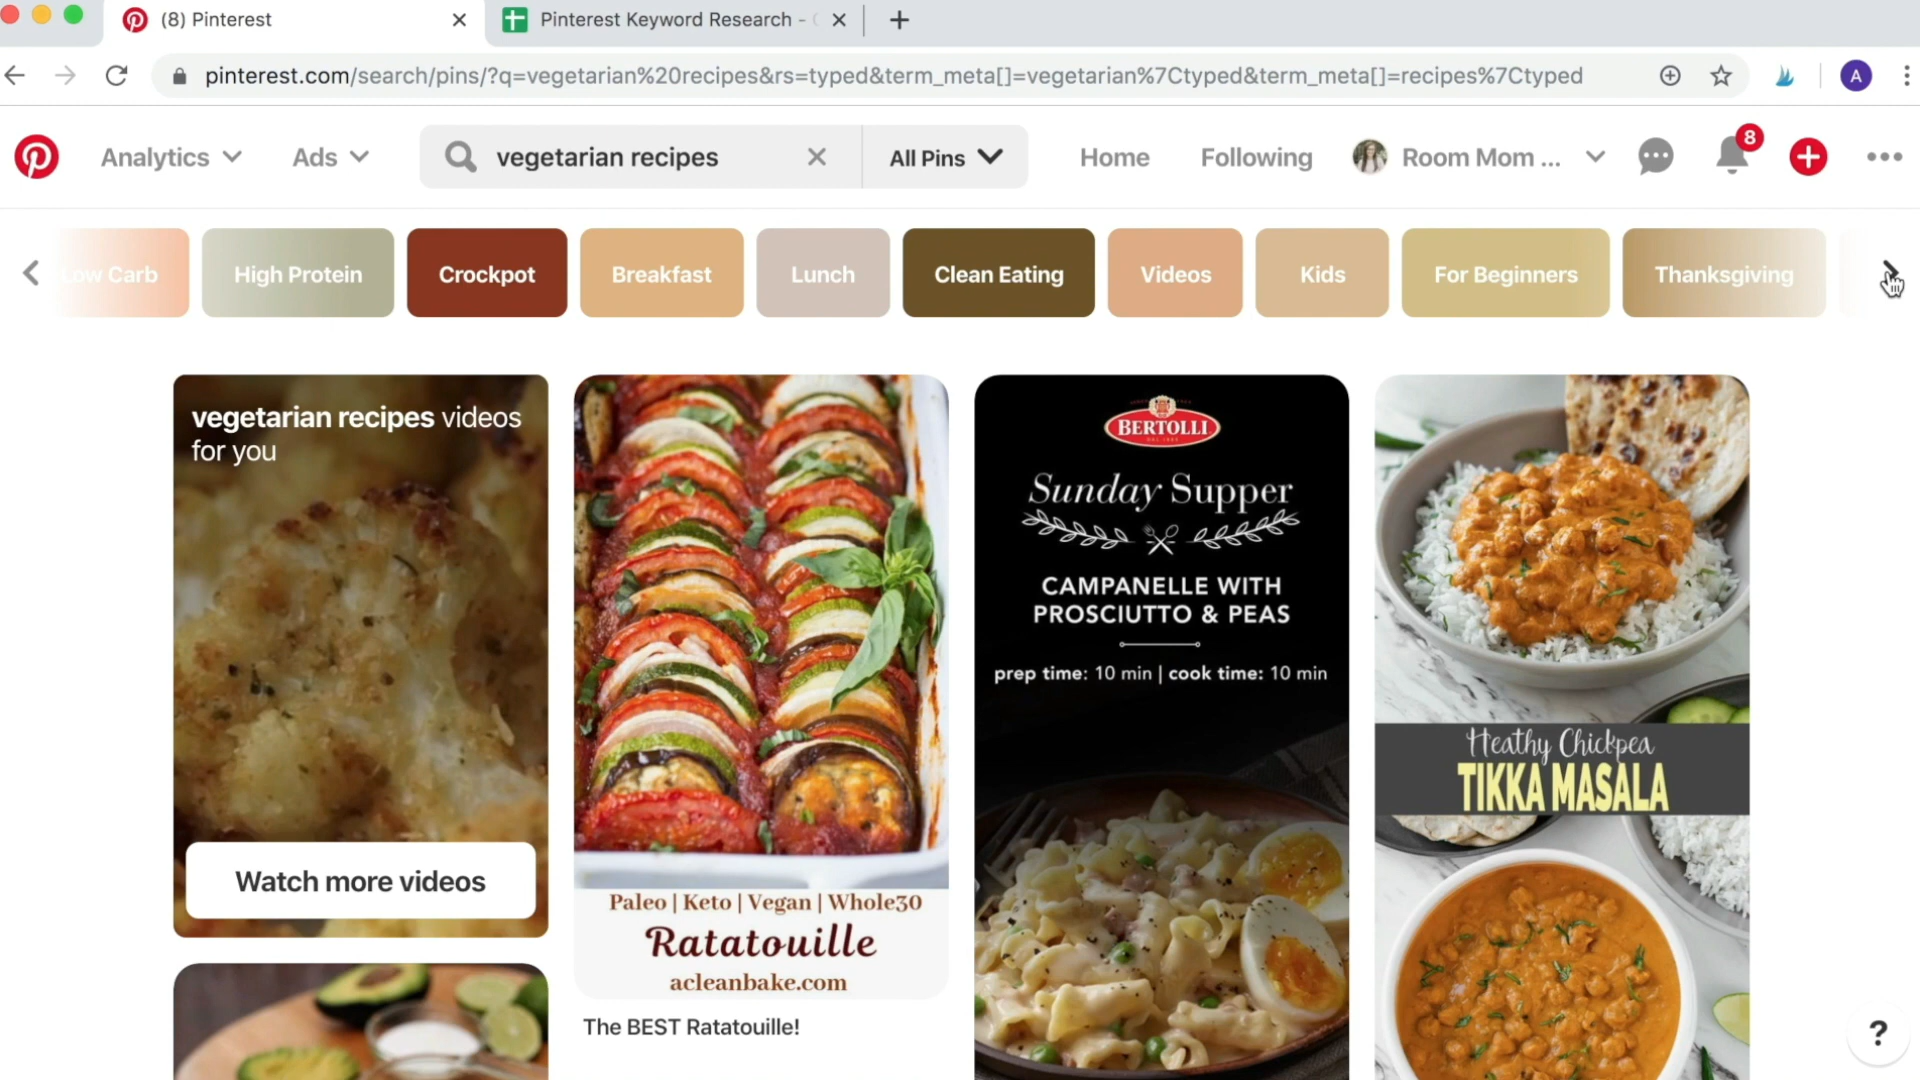 (8) Pinterest
Pinterest Keyword Research -
pinterest.com/search/pins/?q=vegetarian%20recipes&rs=typed&term_meta[]=vegetarian%7Ctyped&term_meta[]=recipes%7Ctyped
A
Analytics
Ads
vegetarian recipes
All Pins
Home
Following
Room Mom ...
8
Low Carb
High Protein
Crockpot
Breakfast
Lunch
Clean Eating
Videos
Kids
For Beginners
Thanksgiving
vegetarian recipes videos
for you
Watch more videos
Paleo | Keto | Vegan | Whole30
Ratatouille
acleanbake.com
The BEST Ratatouille!
BERTOLLI
Sunday Supper
CAMPANELLE WITH
PROSCIUTTO & PEAS
prep time: 10 min | cook time: 10 min
Heathy Chickpea
TIKKA MASALA
?